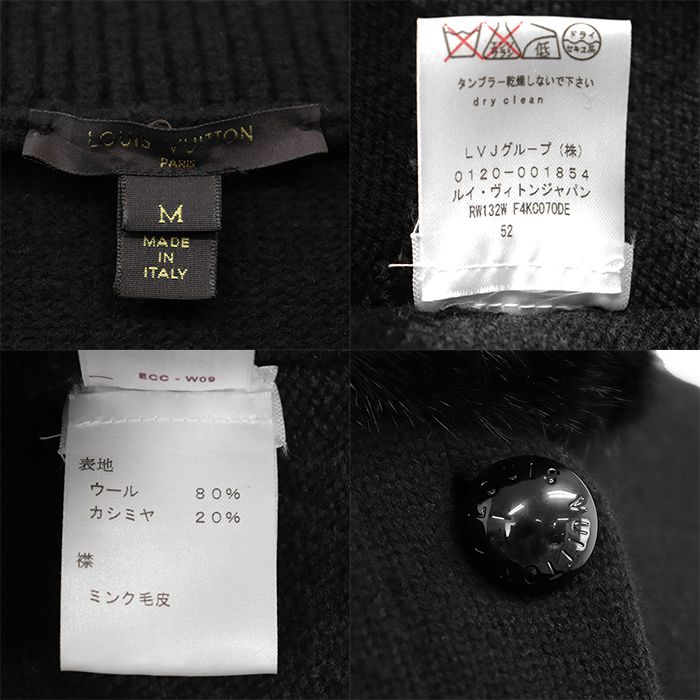 LOUIS VUITTON
PARIS
M
MADE
IN
ITALY
低
ドライ
セキユ系
タンブラー乾燥しないで下さい
dry clean
LVJグループ (株)
0120-001854
ルイ・ヴィトンジャパン
RW132W F4KC070DE
52
ECC - W09
表地
ウール 80%
カシミヤ 20%
襟
ミンク毛皮
LOUIS VUITTON